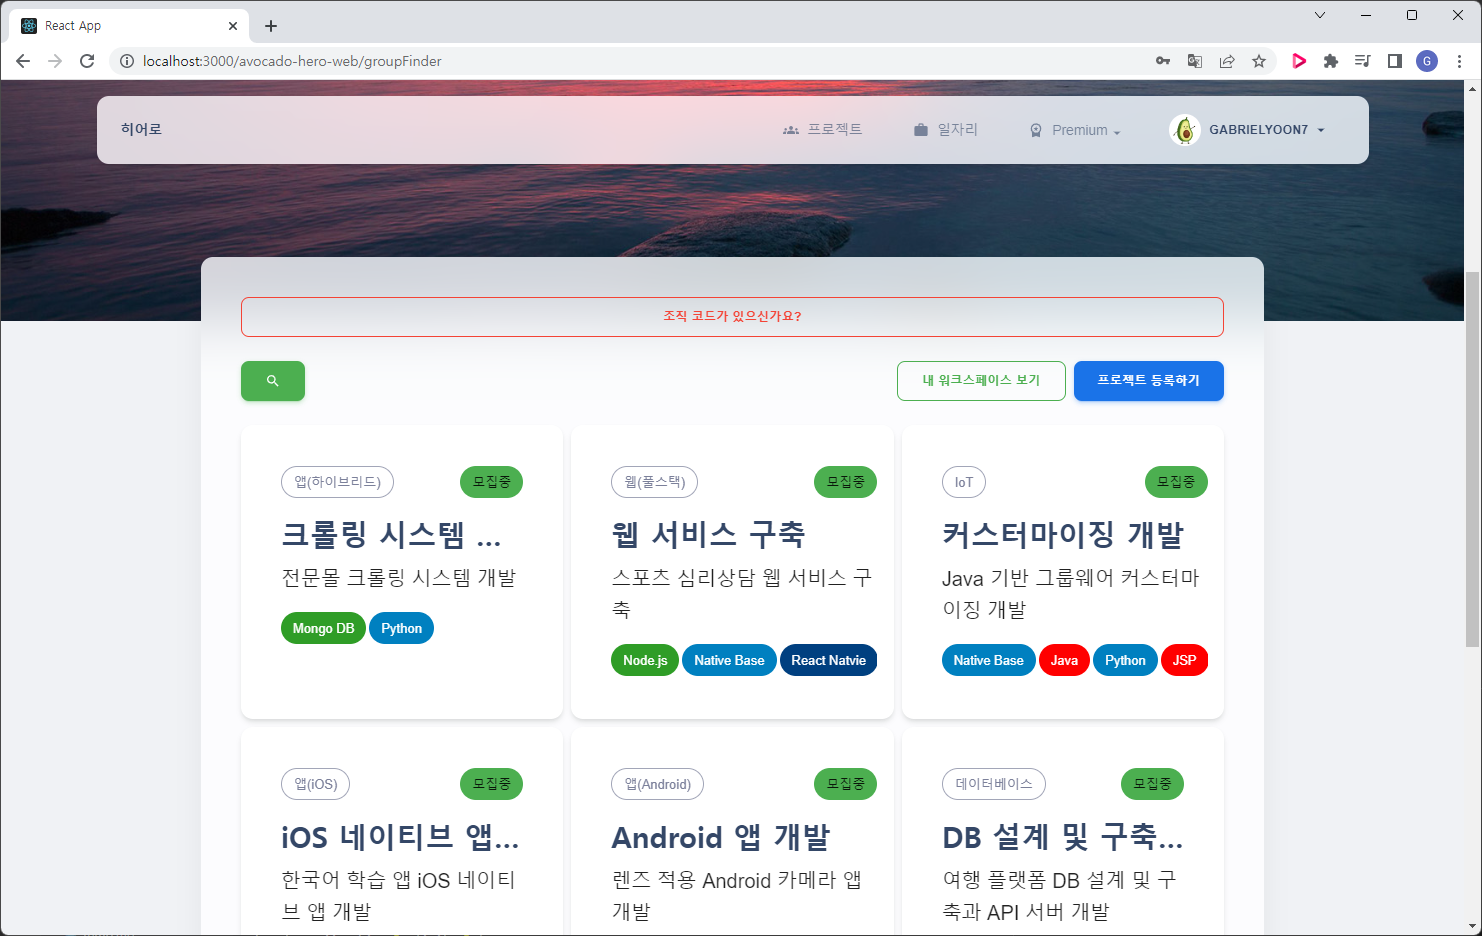 React App
localhost:3000/avocado-hero-web/groupFinder
G
히어로
프로젝트
일자리
Premium
GABRIELYOON7
조직 코드가 있으신가요?
내 워크스페이스 보기
프로젝트 등록하기
앱(하이브리드)
모집중
크롤링 시스템 ...
전문몰 크롤링 시스템 개발
Mongo DB
Python
웹(풀스택)
모집중
웹 서비스 구축
스포츠 심리상담 웹 서비스 구
축
Node.js
Native Base
React Natvie
IoT
모집중
커스터마이징 개발
Java 기반 그룹웨어 커스터마
이징 개발
Native Base
Java
Python
JSP
앱(iOS)
모집중
iOS 네이티브 앱...
한국어 학습 앱 iOS 네이티
브 앱 개발
앱(Android)
모집중
Android 앱 개발
렌즈 적용 Android 카메라 앱
개발
데이터베이스
모집중
DB 설계 및 구축...
여행 플랫폼 DB 설계 및 구
축과 API 서버 개발